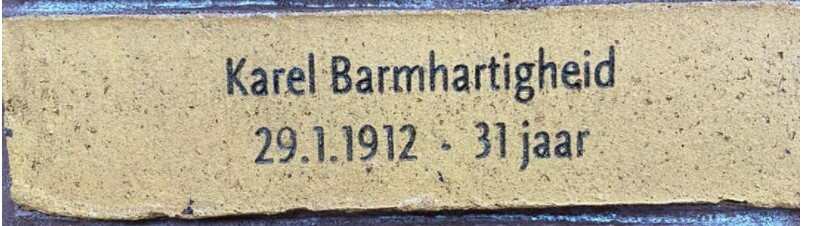 Karel Barmhartigheid
29.1.1912 · 31 jaar